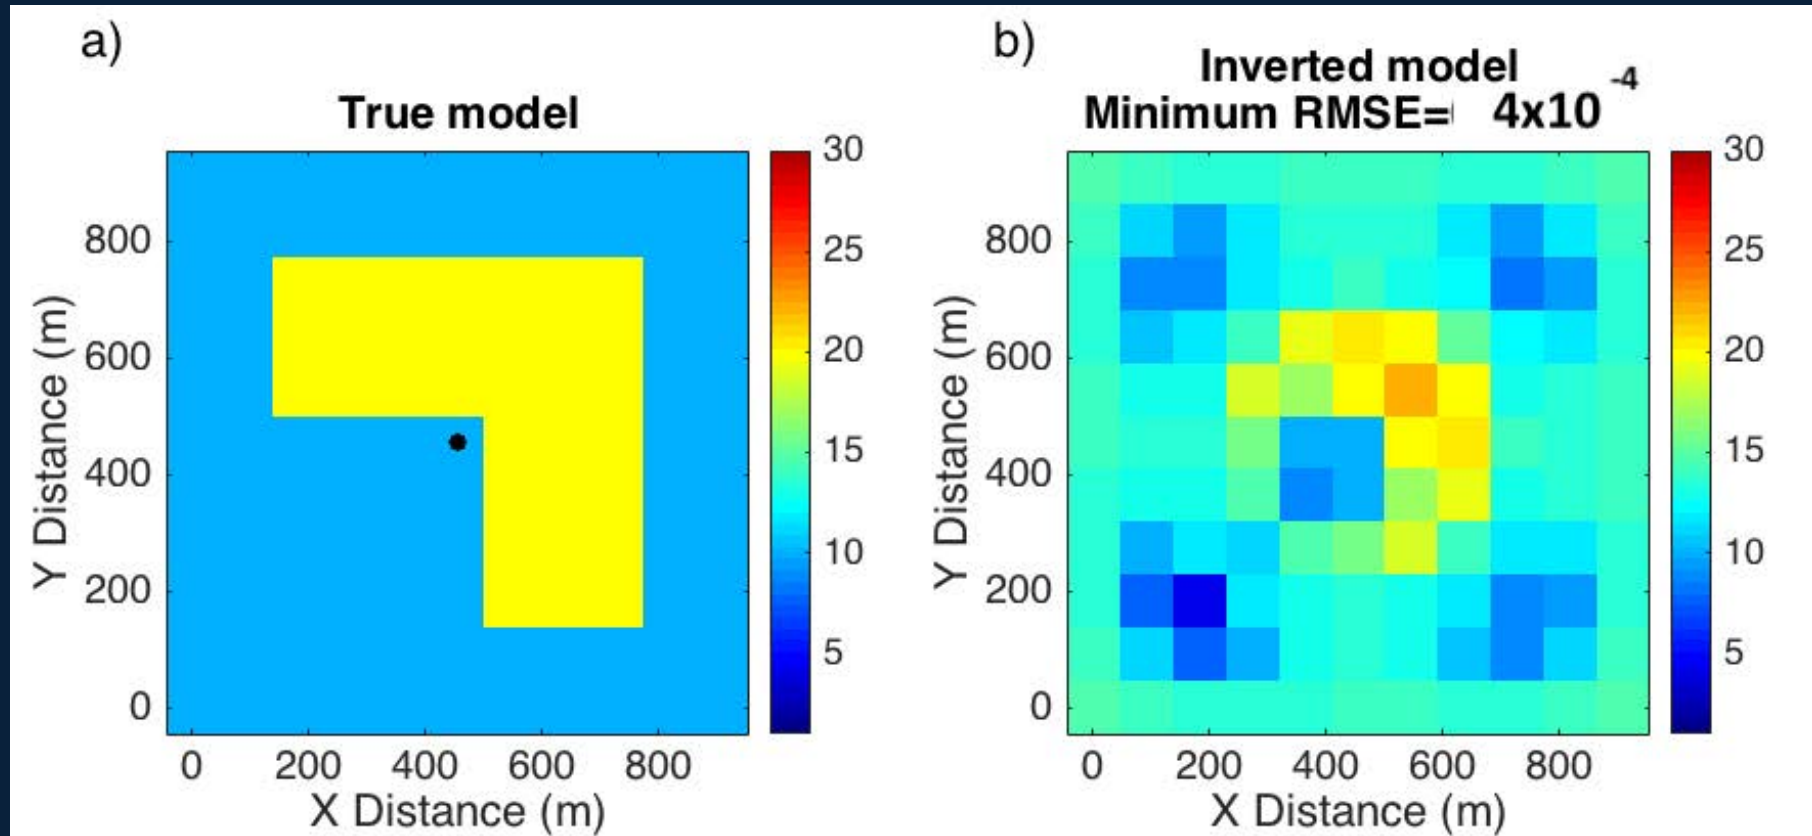 a)
True model
30
25
20
15
10
5
800
600
400
200
0
Y Distance (m)
0 200 400 600 800
X Distance (m)
b)
Inverted model
Minimum RMSE= 4x10
-4
30
25
20
15
10
5
800
600
400
200
0
Y Distance (m)
0 200 400 600 800
X Distance (m)